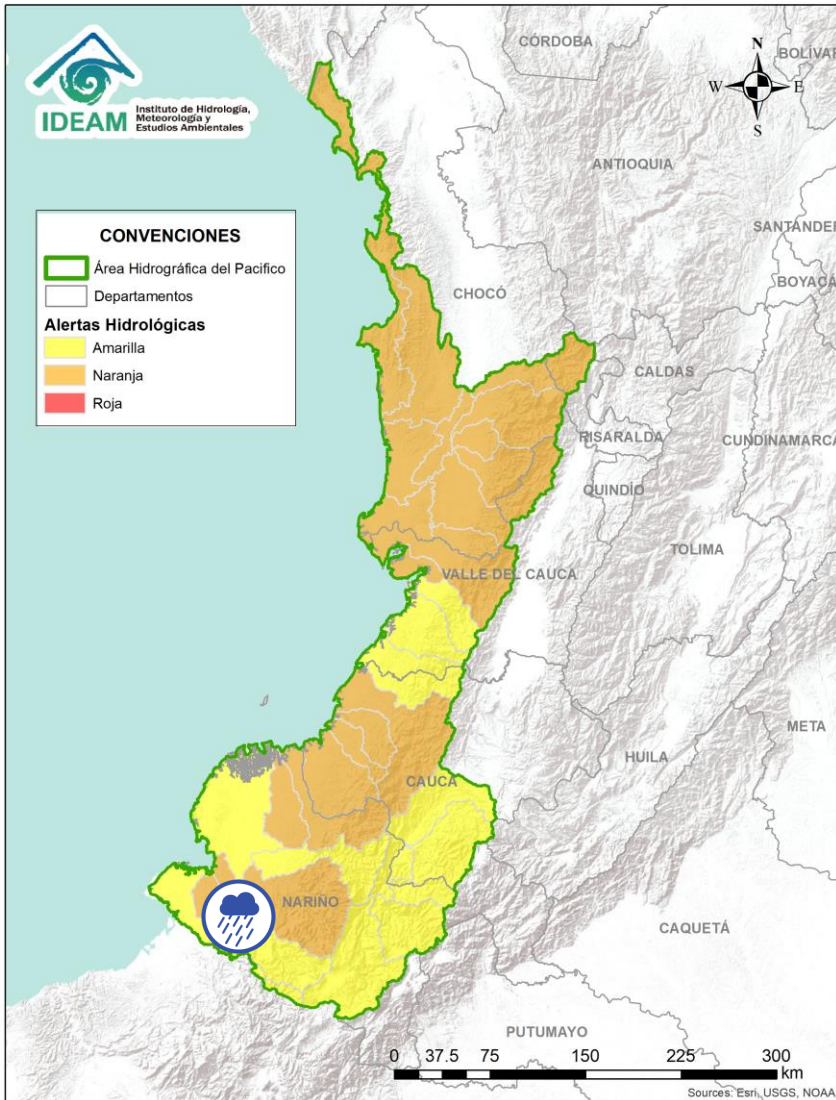 IDEAM
Instituto de Hidrología,
Meteorología y
Estudios Ambientales
N
W
E
S
CÓRDOBA
BOLÍVAR
ANTIOQUIA
SANTANDER
BOYACÁ
CONVENCIONES
Área Hidrográfica del Pacifico
Departamentos
Alertas Hidrológicas
Amarilla
Naranja
Roja
CHOCÓ
CALDAS
RISARALDA
CUNDINAMARCA
QUINDÍO
TOLIMA
VALLE DEL CAUCA
META
HUILA
CAUCA
NARIÑO
CAQUETÁ
PUTUMAYO
0 37.5 75 150 225 300
km
Sources: Esri, USGS, NOAA